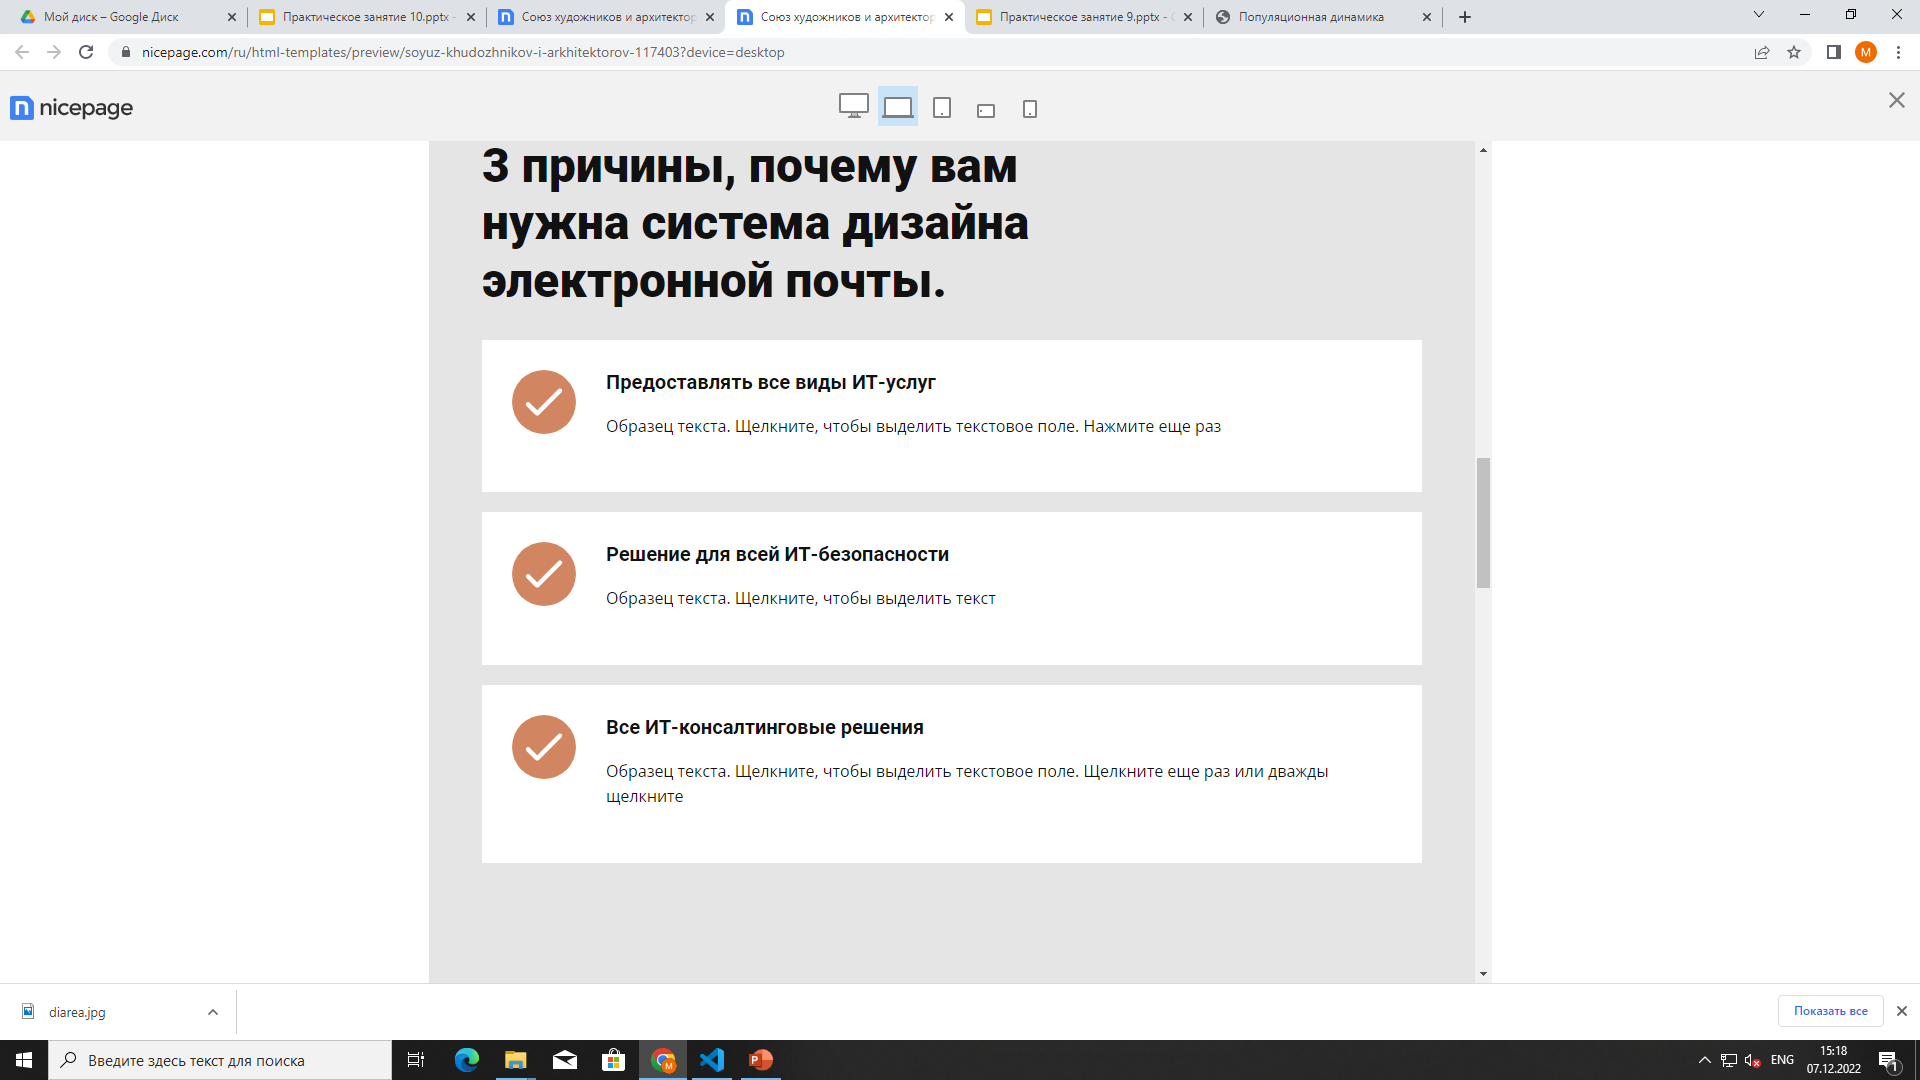 Мой диск – Google Диск
Практическое занятие 10.pptx -
Союз художников и архитектор
Союз художников и архитектор
Практическое занятие 9.pptx -
Популяционная динамика
nicepage.com/ru/html-templates/preview/soyuz-khudozhnikov-i-arkhitektorov-117403?device=desktop
M
nicepage
3 причины, почему вам
нужна система дизайна
электронной почты.
Предоставлять все виды ИТ-услуг
Образец текста. Щелкните, чтобы выделить текстовое поле. Нажмите еще раз
Решение для всей ИТ-безопасности
Образец текста. Щелкните, чтобы выделить текст
Все ИТ-консалтинговые решения
Образец текста. Щелкните, чтобы выделить текстовое поле. Щелкните еще раз или дважды
щелкните
diarea.jpg
Показать все
Введите здесь текст для поиска
ENG
15:18
07.12.2022
1